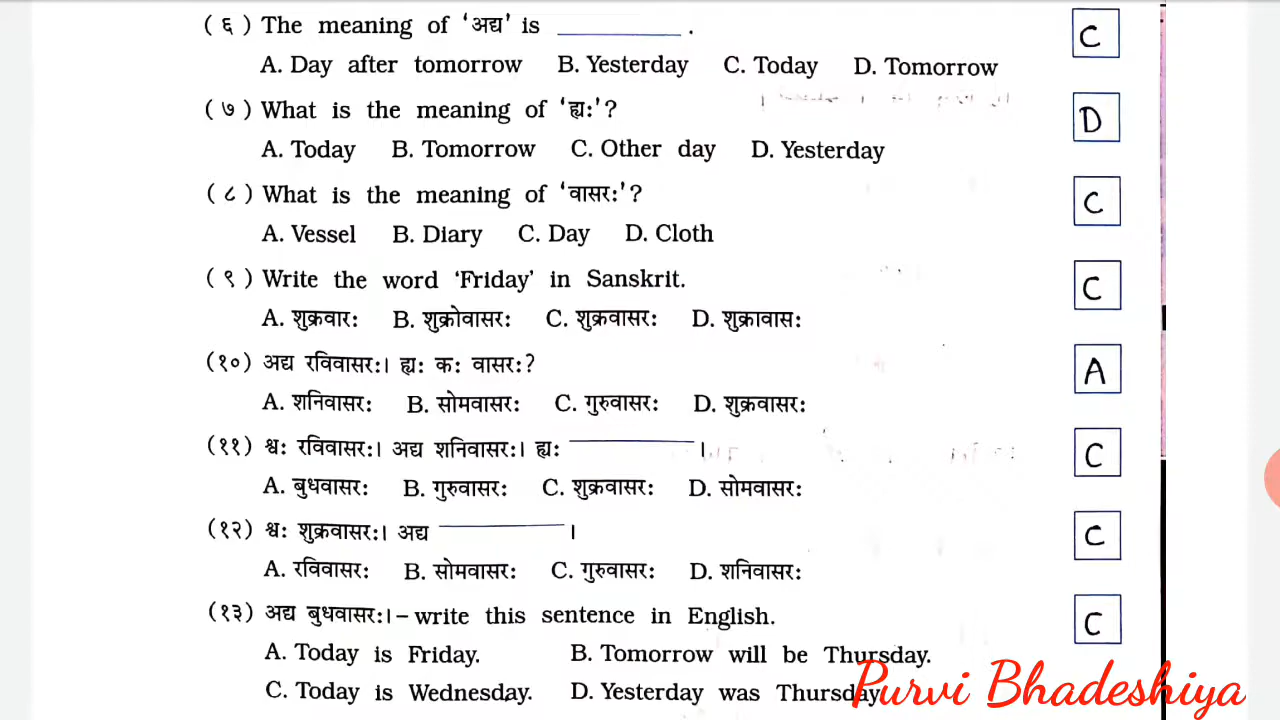 (६) The meaning of 'अद्य' is ________ . C
A. Day after tomorrow B. Yesterday C. Today D. Tomorrow
(७) What is the meaning of 'ह्यः'? D
A. Today B. Tomorrow C. Other day D. Yesterday
(८) What is the meaning of 'वासरः'? C
A. Vessel B. Diary C. Day D. Cloth
(९) Write the word 'Friday' in Sanskrit. C
A. शुक्रवारः B. शुक्रोवासरः C. शुक्रवासरः D. शुक्रावासः
(१०) अद्य रविवासरः। ह्यः कः वासरः? A
A. शनिवासरः B. सोमवासरः C. गुरुवासरः D. शुक्रवासरः
(११) श्वः रविवासरः। अद्य शनिवासरः। ह्यः ________ । C
A. बुधवासरः B. गुरुवासरः C. शुक्रवासरः D. सोमवासरः
(१२) श्वः शुक्रवासरः। अद्य ________ । C
A. रविवासरः B. सोमवासरः C. गुरुवासरः D. शनिवासरः
(१३) अद्य बुधवासरः।– write this sentence in English. C
A. Today is Friday. B. Tomorrow will be Thursday.
C. Today is Wednesday. D. Yesterday was Thursday
Purvi Bhadeshiya